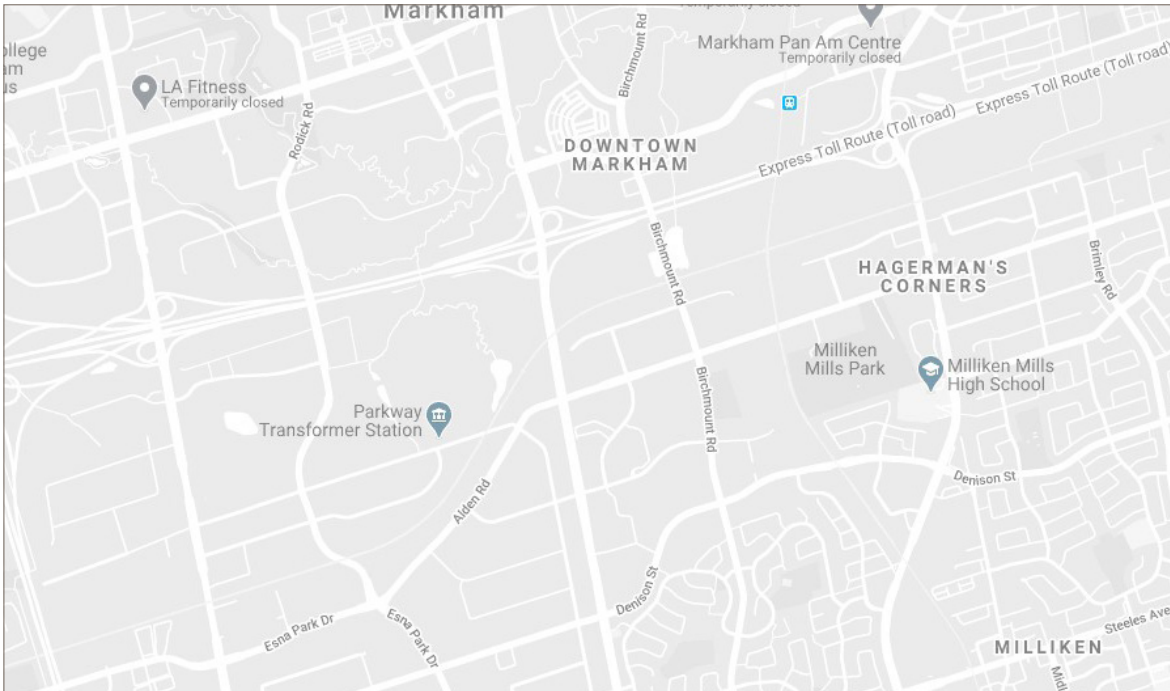 Markham
Temporarily closed
Markham Pan Am Centre
Temporarily closed
LA Fitness
Temporarily closed
Rodick Rd
Birchmount Rd
Express Toll Route (Toll road)
Express Toll Route (Toll road)
DOWNTOWN
MARKHAM
Birchmount Rd
HAGERMAN'S
CORNERS
Brimley Rd
Milliken
Mills Park
Milliken Mills
High School
Birchmount Rd
Parkway
Transformer Station
Alden Rd
Denison St
Denison St
Esna Park Dr
Esna Park Dr
Steeles Ave
MILLIKEN